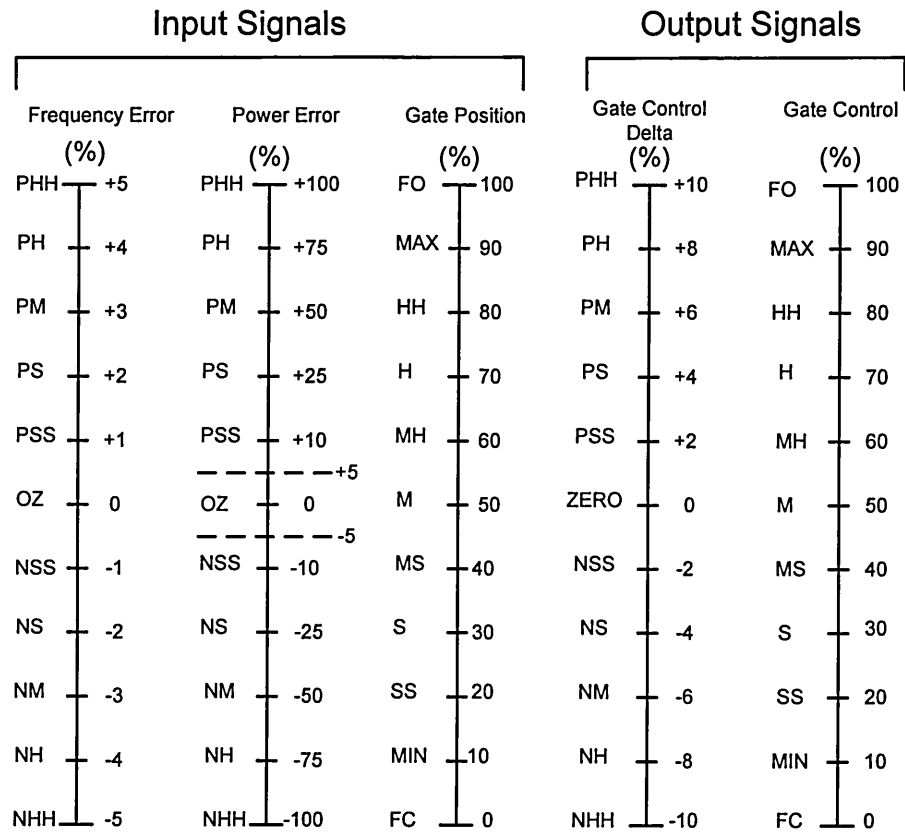 Input Signals Output Signals
Frequency Error Power Error Gate Position Gate Control Delta Gate Control
(%) (%) (%) (%)
PHH +5 PHH +100 FO 100 PHH +10 FO 100
PH +4 PH +75 MAX 90 PH +8 MAX 90
PM +3 PM +50 HH 80 PM +6 HH 80
PS +2 PS +25 H 70 PS +4 H 70
PSS +1 PSS +10 MH 60 PSS +2 MH 60
+5
OZ 0 OZ 0 M 50 ZERO 0 M 50
-5
NSS -1 NSS -10 MS 40 NSS -2 MS 40
NS -2 NS -25 S 30 NS -4 S 30
NM -3 NM -50 SS 20 NM -6 SS 20
NH -4 NH -75 MIN 10 NH -8 MIN 10
NHH -5 NHH -100 FC 0 NHH -10 FC 0